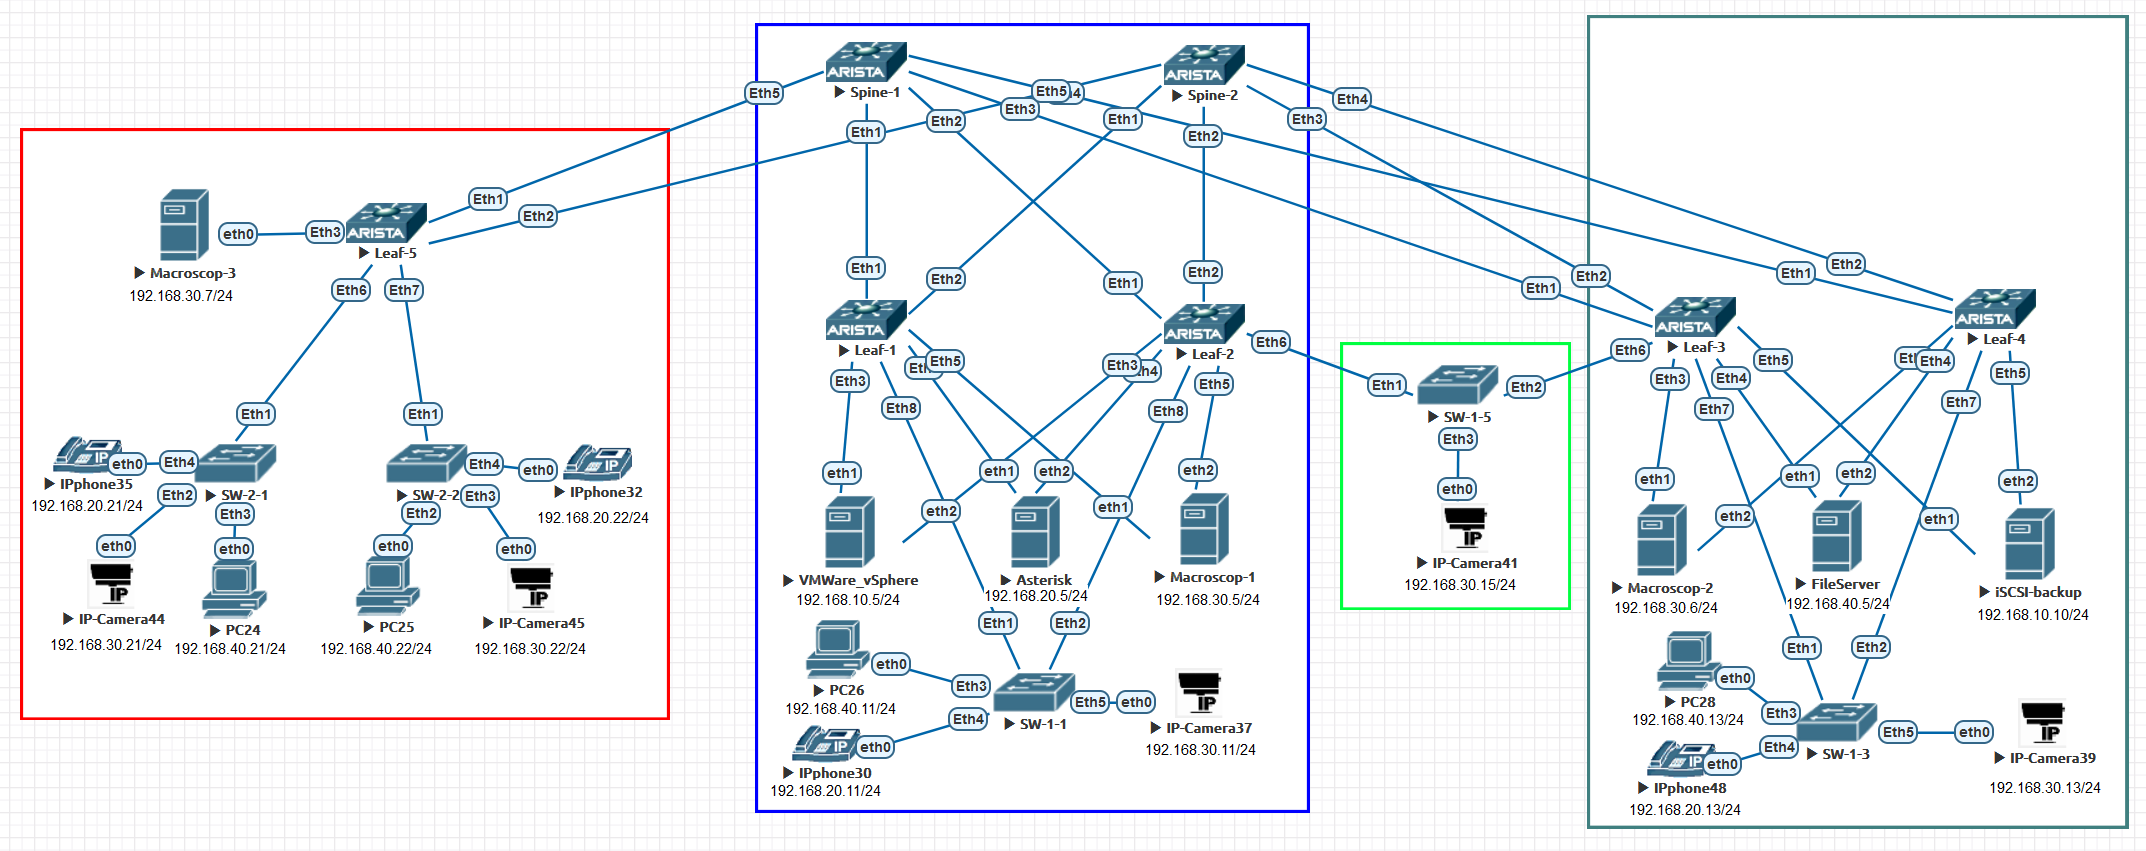 ARISTA
Spine-1
ARISTA
Spine-2
Eth5
Eth1
Eth2
Eth3
Eth5
Eth1
Eth2
Eth3
Eth4
Macroscop-3
192.168.30.7/24
eth0
Eth3
ARISTA
Leaf-5
Eth1
Eth2
Eth6
Eth7
Eth1
Eth1
IP
eth0
Eth4
IPphone35
192.168.20.21/24
SW-2-1
Eth2
Eth3
eth0
eth0
IP
IP-Camera44
192.168.30.21/24
PC24
192.168.40.21/24
SW-2-2
Eth4
eth0
IP
IPphone32
192.168.20.22/24
Eth3
Eth2
eth0
eth0
PC25
192.168.40.22/24
IP
IP-Camera45
192.168.30.22/24
Eth1
Eth2
Eth1
Eth2
ARISTA
Leaf-1
ARISTA
Leaf-2
Eth3
Eth5
Eth8
Eth3
Eth5
Eth8
Eth6
eth1
eth2
eth1
eth2
eth1
eth2
VMWare_vSphere
192.168.10.5/24
Asterisk
192.168.20.5/24
Macroscop-1
192.168.30.5/24
Eth1
Eth2
PC26
192.168.40.11/24
eth0
Eth3
Eth4
eth0
IP
IPphone30
192.168.20.11/24
SW-1-1
Eth5
eth0
IP
IP-Camera37
192.168.30.11/24
Eth1
Eth2
SW-1-5
Eth3
eth0
IP
IP-Camera41
192.168.30.15/24
Eth1
Eth2
Eth1
Eth2
Eth6
ARISTA
Leaf-3
ARISTA
Leaf-4
Eth3
Eth4
Eth5
Eth7
Eth4
Eth5
Eth7
eth1
eth2
eth1
eth2
eth1
eth2
Macroscop-2
192.168.30.6/24
FileServer
192.168.40.5/24
iSCSI-backup
192.168.10.10/24
Eth1
Eth2
PC28
192.168.40.13/24
eth0
Eth3
Eth4
eth0
IP
IPphone48
192.168.20.13/24
SW-1-3
Eth5
eth0
IP
IP-Camera39
192.168.30.13/24